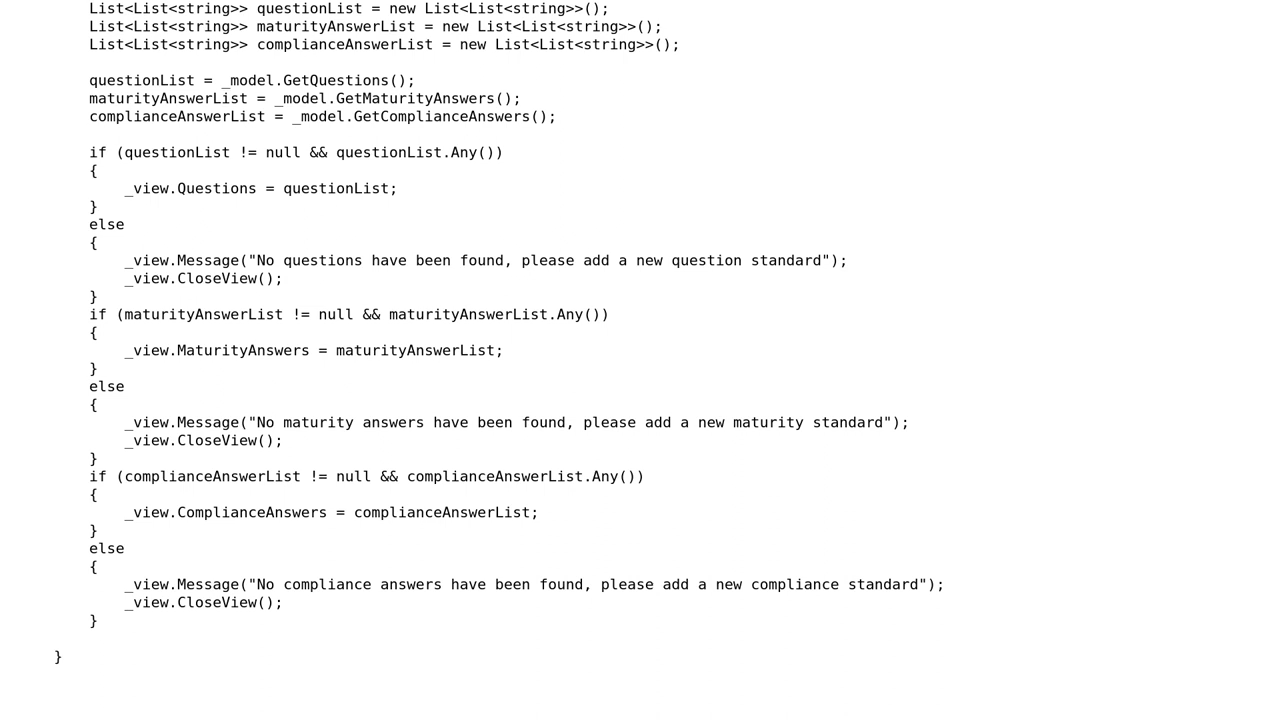 List<List<string>> questionList = new List<List<string>>();
List<List<string>> maturityAnswerList = new List<List<string>>();
List<List<string>> complianceAnswerList = new List<List<string>>();
questionList = _model.GetQuestions();
maturityAnswerList = _model.GetMaturityAnswers();
complianceAnswerList = _model.GetComplianceAnswers();
if (questionList != null && questionList.Any())
{
_view.Questions = questionList;
}
else
{
_view.Message("No questions have been found, please add a new question standard");
_view.CloseView();
}
if (maturityAnswerList != null && maturityAnswerList.Any())
{
_view.MaturityAnswers = maturityAnswerList;
}
else
{
_view.Message("No maturity answers have been found, please add a new maturity standard");
_view.CloseView();
}
if (complianceAnswerList != null && complianceAnswerList.Any())
{
_view.ComplianceAnswers = complianceAnswerList;
}
else
{
_view.Message("No compliance answers have been found, please add a new compliance standard");
_view.CloseView();
}
}